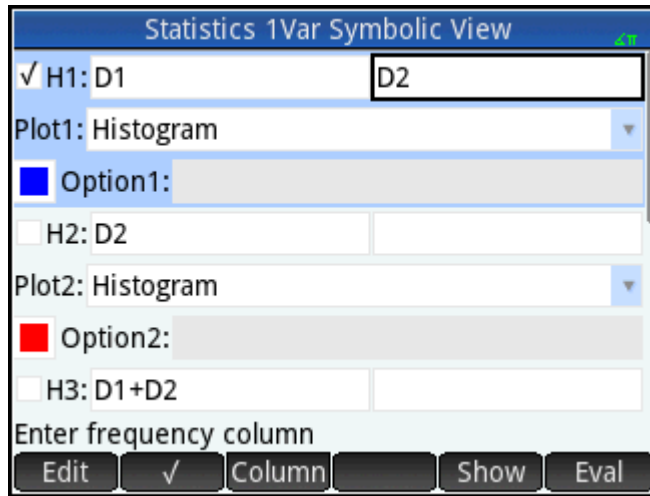 Statistics 1Var Symbolic View
∡π
√ H1: D1 D2
Plot1: Histogram
Option1:
H2: D2
Plot2: Histogram
Option2:
H3: D1+D2
Enter frequency column
Edit √ Column Show Eval